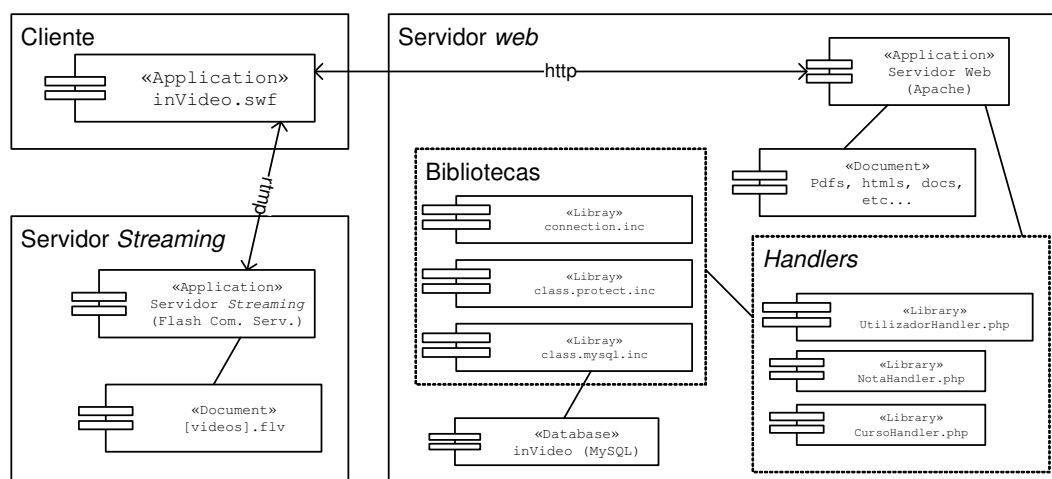 Cliente
«Application»
inVideo.swf
http
rtmp
Servidor Streaming
«Application»
Servidor Streaming
(Flash Com. Serv.)
«Document»
[videos].flv
Servidor web
«Application»
Servidor Web
(Apache)
«Document»
Pdfs, htmls, docs,
etc...
Bibliotecas
«Libray»
connection.inc
«Libray»
class.protect.inc
«Libray»
class.mysql.inc
«Database»
inVideo (MySQL)
Handlers
«Library»
UtilizadorHandler.php
«Library»
NotaHandler.php
«Library»
CursoHandler.php